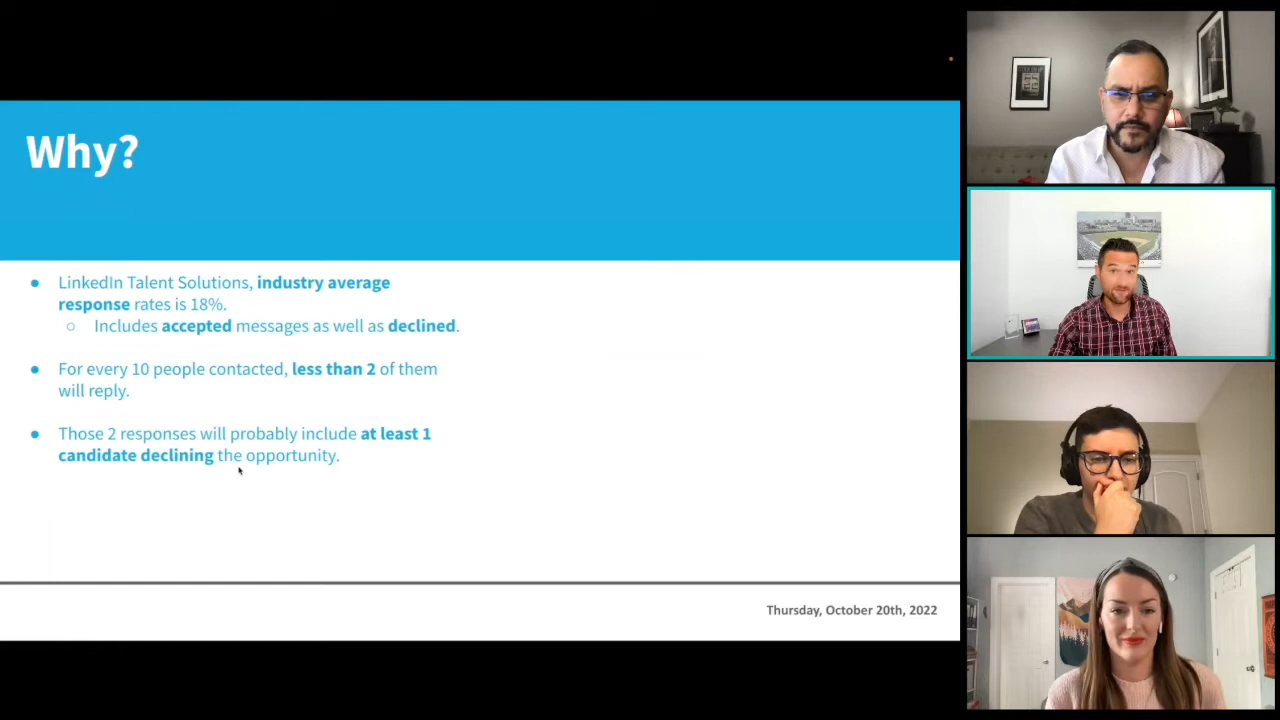 Why?
● LinkedIn Talent Solutions, industry average
response rates is 18%.
○ Includes accepted messages as well as declined.
● For every 10 people contacted, less than 2 of them
will reply.
● Those 2 responses will probably include at least 1
candidate declining the opportunity.
Thursday, October 20th, 2022